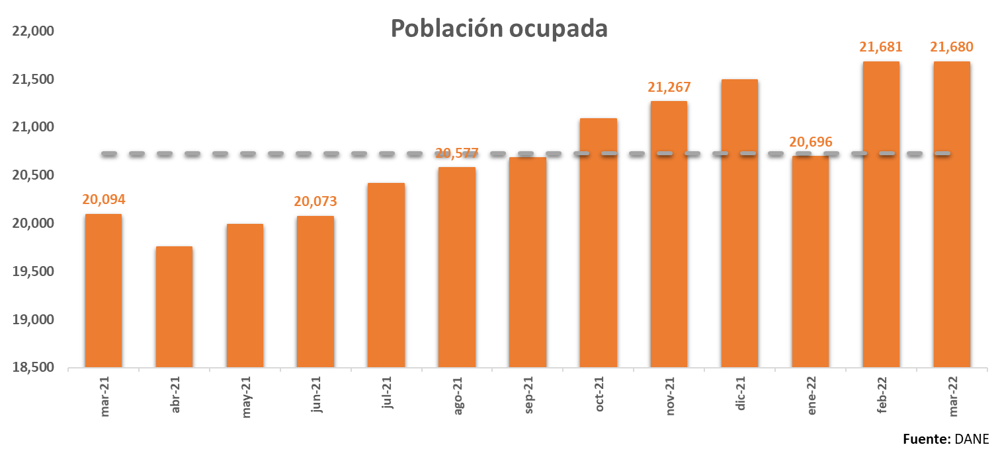 Población ocupada
22,000
21,500
21,000
20,500
20,000
19,500
19,000
18,500
20,094
20,073
20,577
21,267
20,696
21,681
21,680
mar-21
abr-21
may-21
jun-21
jul-21
ago-21
sep-21
oct-21
nov-21
dic-21
ene-22
feb-22
mar-22
Fuente: DANE